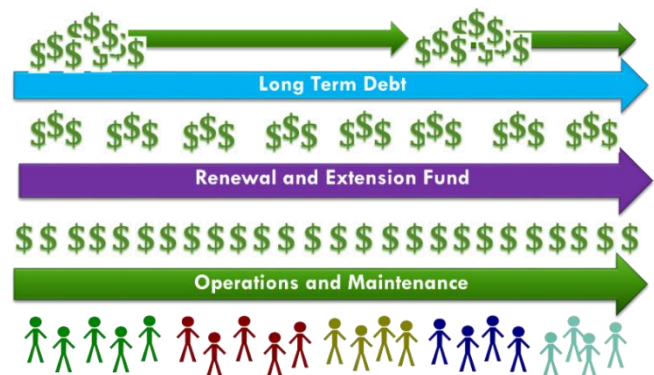 Long Term Debt
$$$ $$$ $$$ $$$ $$$ $$$ $$$ $$$
Renewal and Extension Fund
$ $ $ $ $ $ $ $ $ $ $ $ $ $ $ $ $ $ $ $ $ $ $ $ $ $ $
Operations and Maintenance